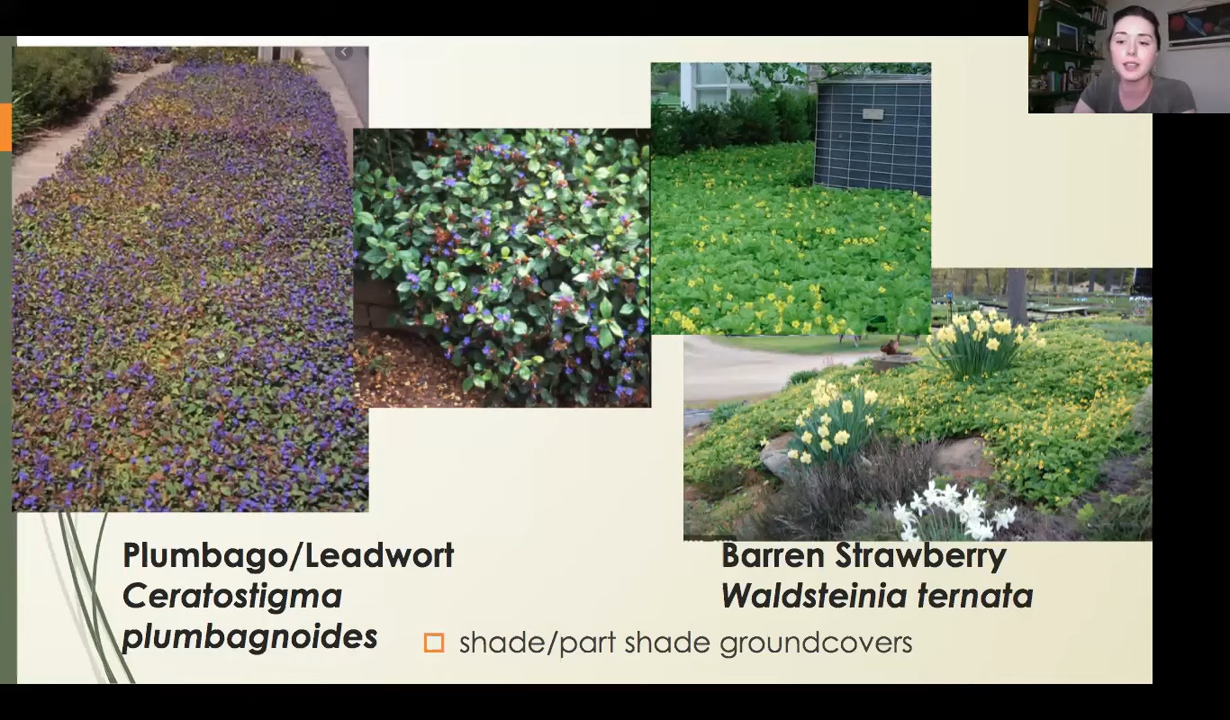 Plumbago/Leadwort
Ceratostigma
plumbagnoides
Barren Strawberry
Waldsteinia ternata
shade/part shade groundcovers